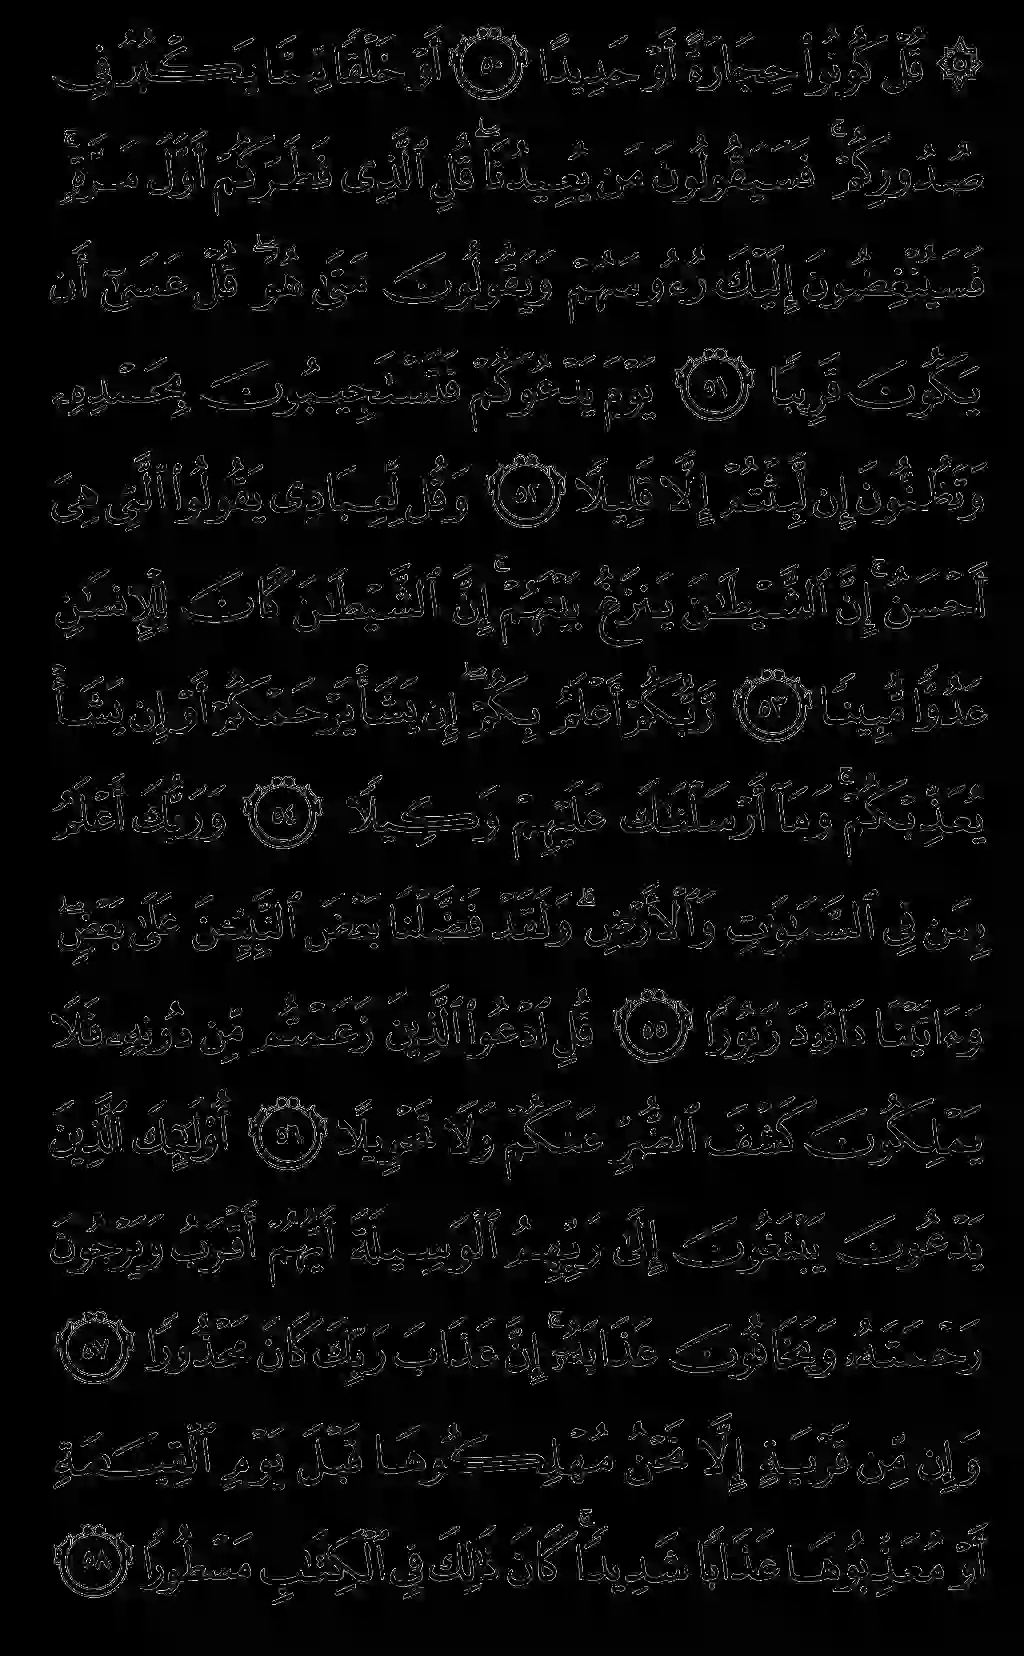 ۞ قُلْ كُونُوا۟ حِجَارَةً أَوْ حَدِيدًا ۝٥٠ أَوْ خَلْقًا مِّمَّا يَكْبُرُ فِى
صُدُورِكُمْ ۚ فَسَيَقُولُونَ مَن يُعِيدُنَا ۖ قُلِ ٱلَّذِى فَطَرَكُمْ أَوَّلَ مَرَّةٍ ۚ
فَسَيُنْغِضُونَ إِلَيْكَ رُءُوسَهُمْ وَيَقُولُونَ مَتَىٰ هُوَ ۖ قُلْ عَسَىٰٓ أَن
يَكُونَ قَرِيبًا ۝٥١ يَوْمَ يَدْعُوكُمْ فَتَسْتَجِيبُونَ بِحَمْدِهِۦ
وَتَظُنُّونَ إِن لَّبِثْتُمْ إِلَّا قَلِيلًا ۝٥٢ وَقُل لِّعِبَادِى يَقُولُوا۟ ٱلَّتِى هِىَ
أَحْسَنُ ۚ إِنَّ ٱلشَّيْطَٰنَ يَنزَغُ بَيْنَهُمْ ۚ إِنَّ ٱلشَّيْطَٰنَ كَانَ لِلْإِنسَٰنِ
عَدُوًّا مُّبِينًا ۝٥٣ رَّبُّكُمْ أَعْلَمُ بِكُمْ ۖ إِن يَشَأْ يَرْحَمْكُمْ أَوْ إِن يَشَأْ
يُعَذِّبْكُمْ ۚ وَمَآ أَرْسَلْنَٰكَ عَلَيْهِمْ وَكِيلًا ۝٥٤ وَرَبُّكَ أَعْلَمُ
بِمَن فِى ٱلسَّمَٰوَٰتِ وَٱلْأَرْضِ ۗ وَلَقَدْ فَضَّلْنَا بَعْضَ ٱلنَّبِيِّۦنَ عَلَىٰ بَعْضٍ ۖ
وَءَاتَيْنَا دَاوُۥدَ زَبُورًا ۝٥٥ قُلِ ٱدْعُوا۟ ٱلَّذِينَ زَعَمْتُم مِّن دُونِهِۦ فَلَا
يَمْلِكُونَ كَشْفَ ٱلضُّرِّ عَنكُمْ وَلَا تَحْوِيلًا ۝٥٦ أُو۟لَٰٓئِكَ ٱلَّذِينَ
يَدْعُونَ يَبْتَغُونَ إِلَىٰ رَبِّهِمُ ٱلْوَسِيلَةَ أَيُّهُمْ أَقْرَبُ وَيَرْجُونَ
رَحْمَتَهُۥ وَيَخَافُونَ عَذَابَهُۥٓ ۚ إِنَّ عَذَابَ رَبِّكَ كَانَ مَحْذُورًا ۝٥٧
وَإِن مِّن قَرْيَةٍ إِلَّا نَحْنُ مُهْلِكُوهَا قَبْلَ يَوْمِ ٱلْقِيَٰمَةِ
أَوْ مُعَذِّبُوهَا عَذَابًا شَدِيدًا ۚ كَانَ ذَٰلِكَ فِى ٱلْكِتَٰبِ مَسْطُورًا ۝٥٨